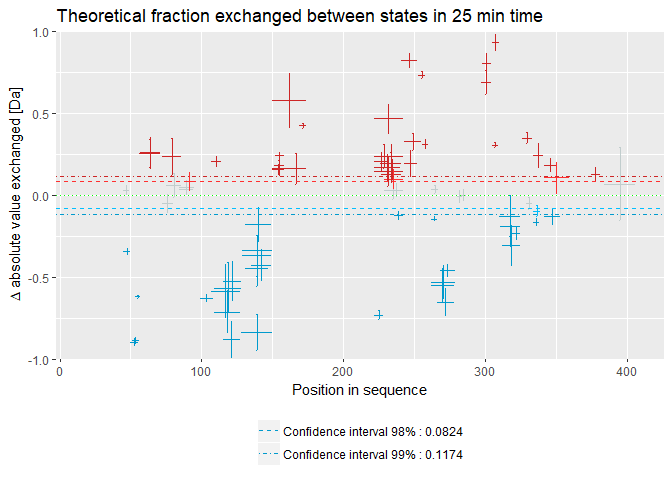 Theoretical fraction exchanged between states in 25 min time
Δ absolute value exchanged [Da]
1.0
0.5
0.0
-0.5
-1.0
0
100
200
300
400
Position in sequence
Confidence interval 98% : 0.0824
Confidence interval 99% : 0.1174